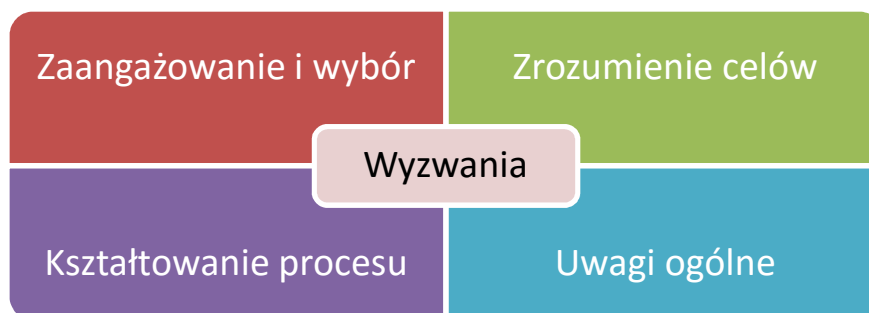 Zaangażowanie i wybór
Zrozumienie celów
Wyzwania
Kształtowanie procesu
Uwagi ogólne